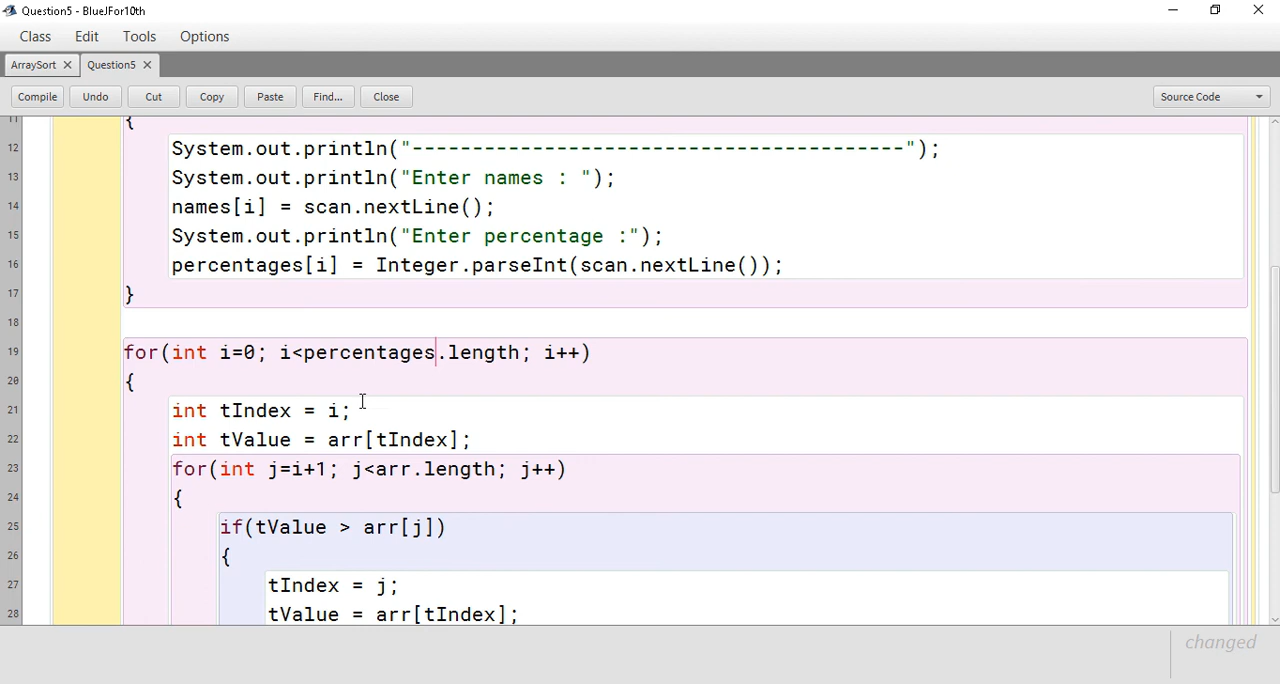 Question5 - BlueJFor10th
Class Edit Tools Options
ArraySort × Question5 ×
Compile Undo Cut Copy Paste Find... Close Source Code
11 {
12 System.out.println("-----------------------------------------");
13 System.out.println("Enter names : ");
14 names[i] = scan.nextLine();
15 System.out.println("Enter percentage :");
16 percentages[i] = Integer.parseInt(scan.nextLine());
17 }
18
19 for(int i=0; i<percentages.length; i++)
20 {
21 int tIndex = i;
22 int tValue = arr[tIndex];
23 for(int j=i+1; j<arr.length; j++)
24 {
25 if(tValue > arr[j])
26 {
27 tIndex = j;
28 tValue = arr[tIndex];
changed